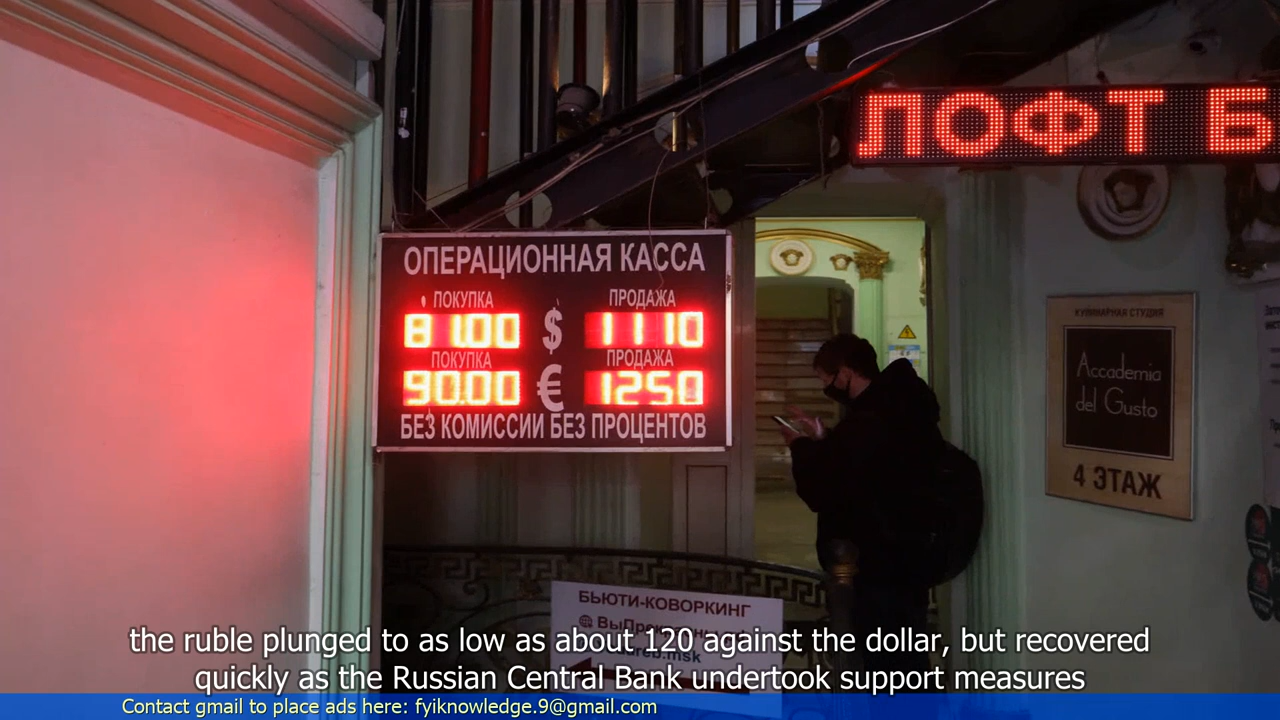 ЛОФТ Б
ОПЕРАЦИОННАЯ КАССА
ПОКУПКА ПРОДАЖА
81.00 $ 111.0
ПОКУПКА ПРОДАЖА
90.00 € 125.0
БЕЗ КОМИССИИ БЕЗ ПРОЦЕНТОВ
КУЛИНАРНАЯ СТУДИЯ
Accademia
del Gusto
4 ЭТАЖ
БЬЮТИ-КОВОРКИНГ
the ruble plunged to as low as about 120 against the dollar, but recovered
quickly as the Russian Central Bank undertook support measures
Contact gmail to place ads here: fyiknowledge.9@gmail.com